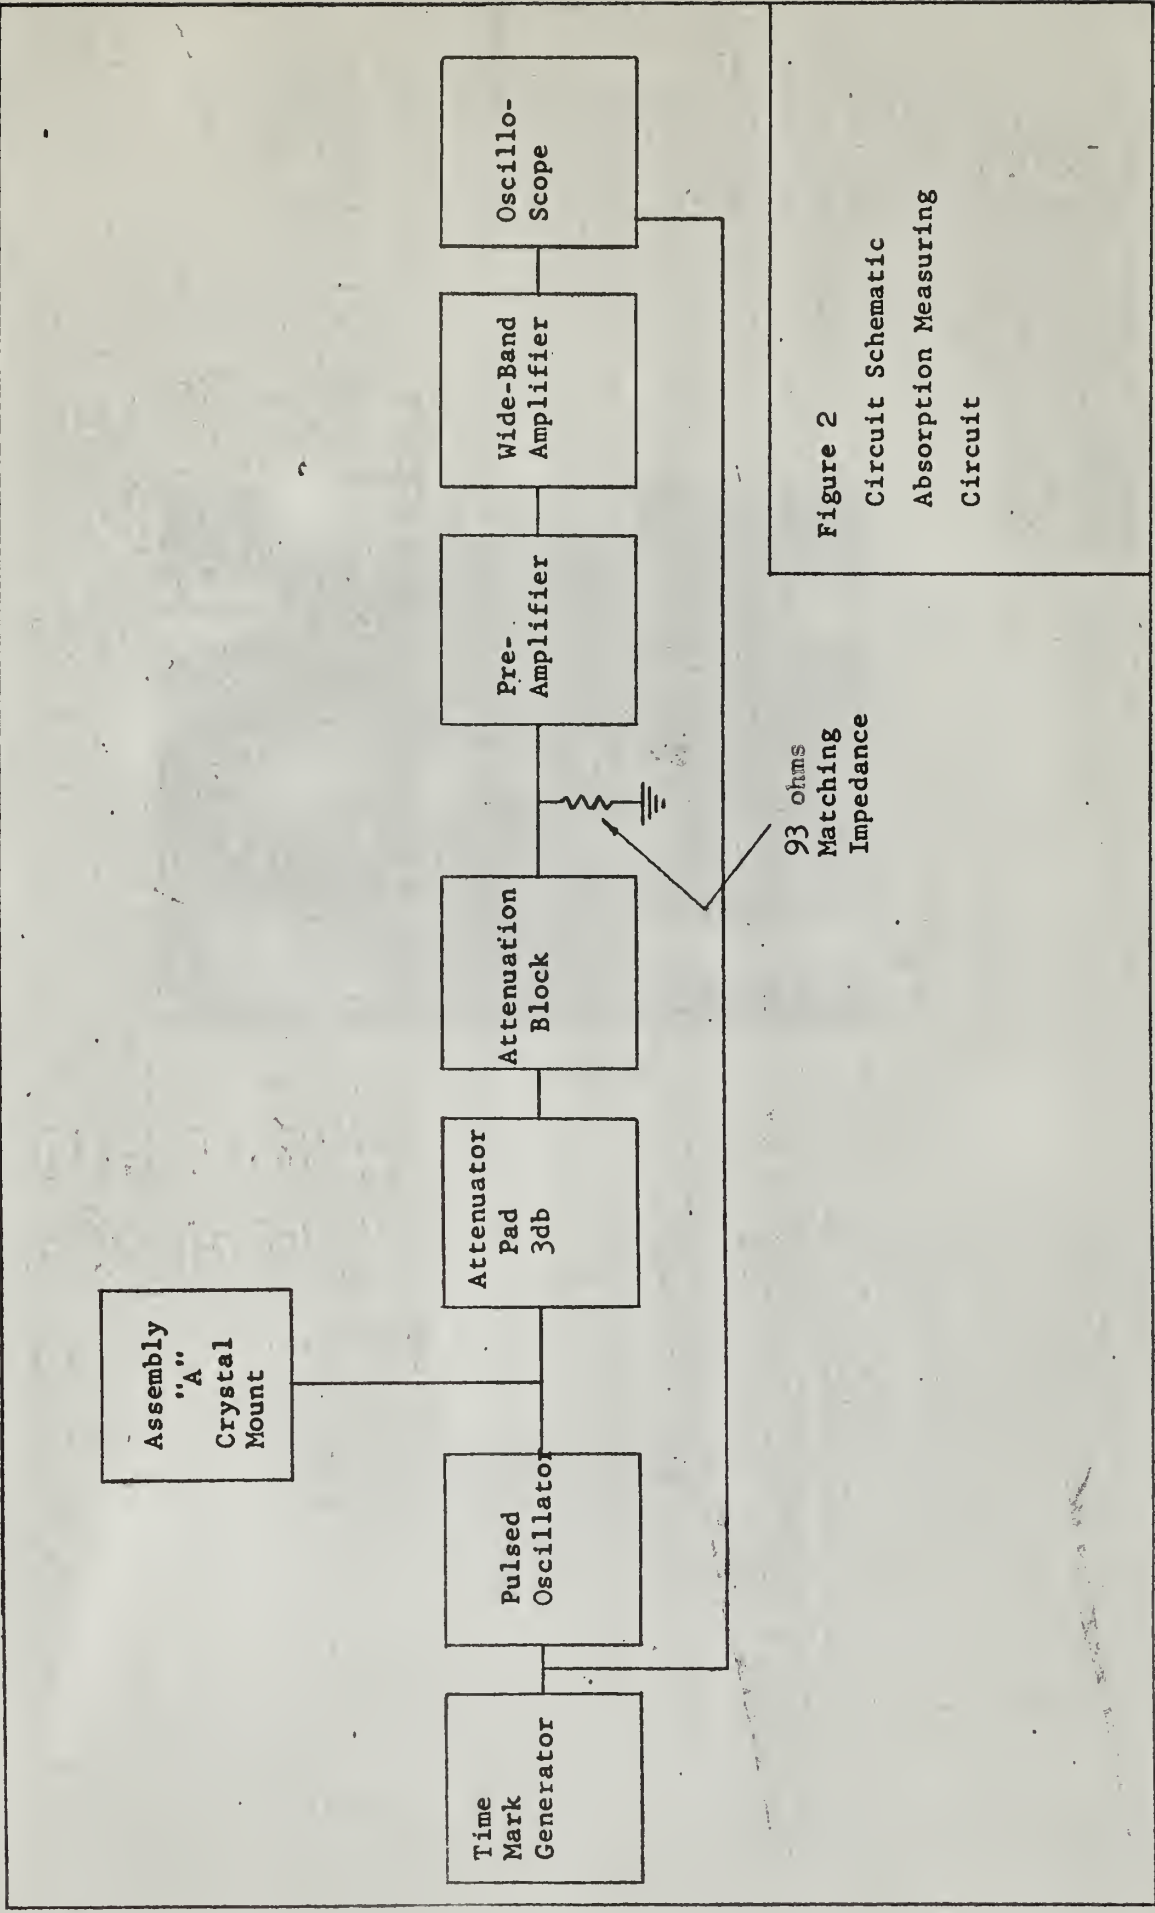 Assembly
"A"
Crystal
Mount
Time
Mark
Generator
Pulsed
Oscillator
Attenuator
Pad
3db
Attenuation
Block
Pre-
Amplifier
Wide-Band
Amplifier
Oscillo-
Scope
93 ohms
Matching
Impedance
Figure 2
Circuit Schematic
Absorption Measuring
Circuit